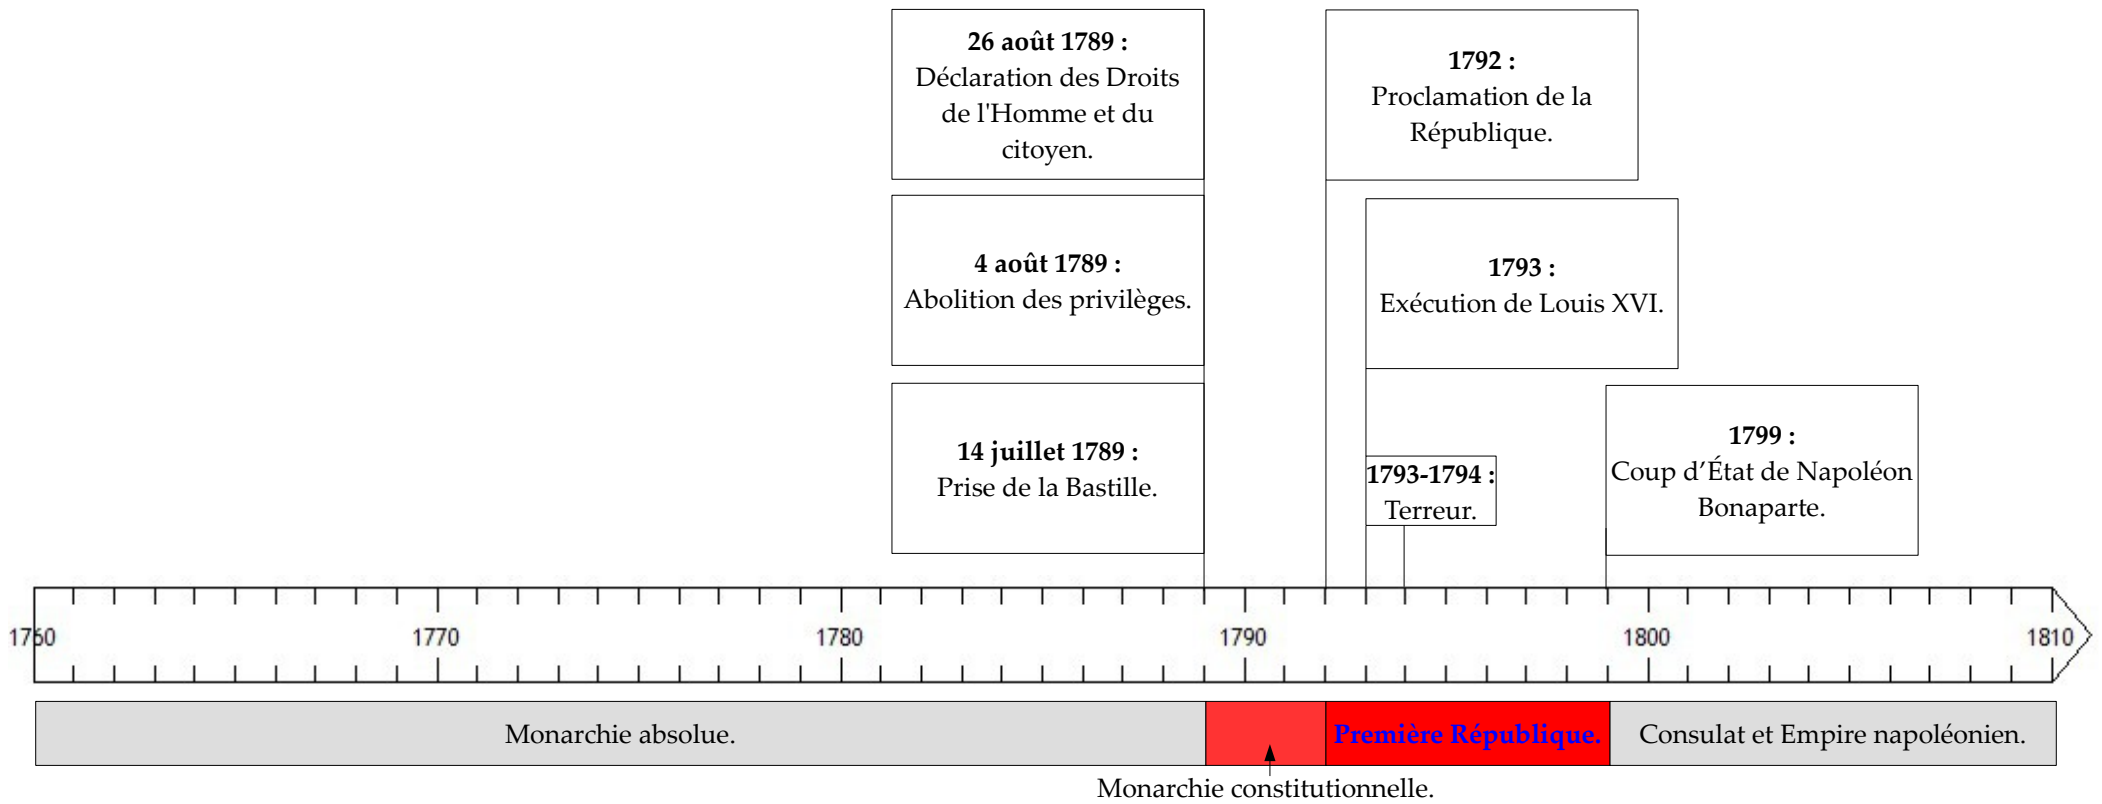 26 août 1789 :
Déclaration des Droits
de l'Homme et du
citoyen.
1792 :
Proclamation de la
République.
4 août 1789 :
Abolition des privilèges.
1793 :
Exécution de Louis XVI.
14 juillet 1789 :
Prise de la Bastille.
1793-1794 :
Terreur.
1799 :
Coup d’État de Napoléon
Bonaparte.
1760 1770 1780 1790 1800 1810
Monarchie absolue.
Première République.
Consulat et Empire napoléonien.
Monarchie constitutionnelle.